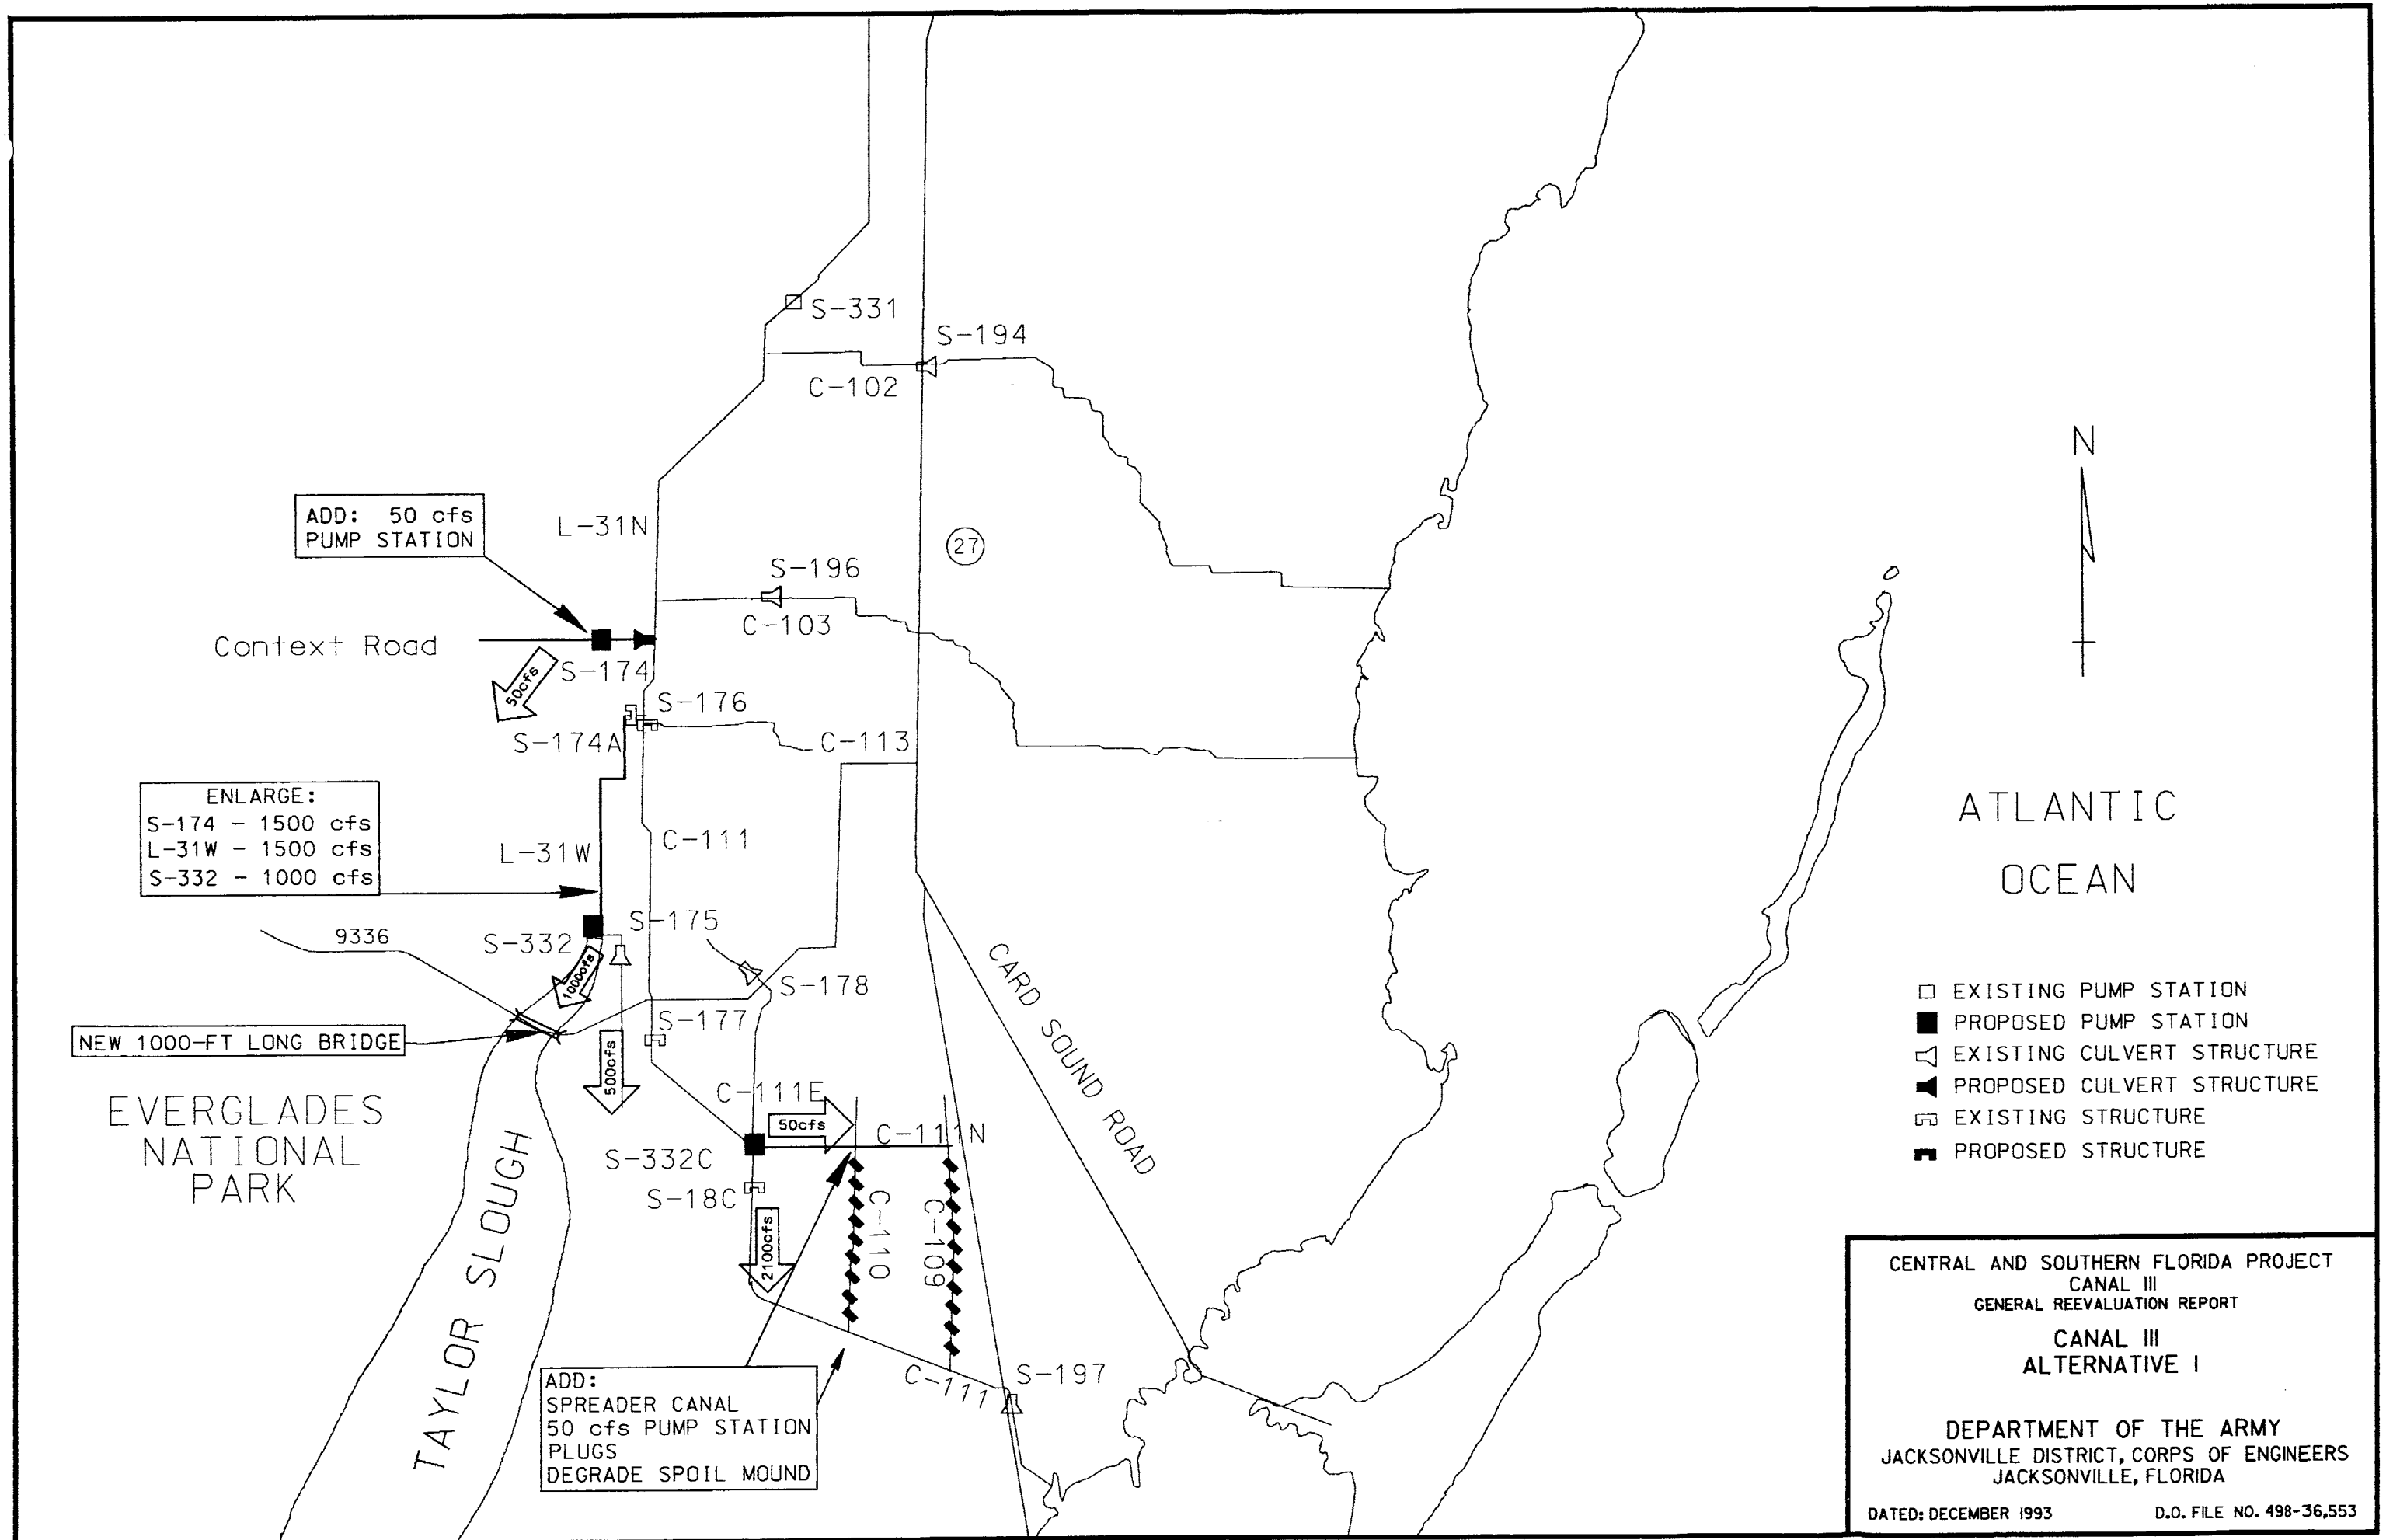 S-331
S-194
C-102
N
ADD: 50 cfs
PUMP STATION
L-31N
27
S-196
C-103
Context Road
S-174
50cfs
S-176
S-174A
C-113
ENLARGE:
S-174 - 1500 cfs
L-31W - 1500 cfs
S-332 - 1000 cfs
L-31W
C-111
ATLANTIC
OCEAN
9336
S-332
S-175
1000cfs
S-178
CARD SOUND ROAD
S-177
NEW 1000-FT LONG BRIDGE
500cfs
EVERGLADES
NATIONAL
PARK
TAYLOR SLOUGH
C-111E
50cfs
C-111N
S-332C
S-18C
2100cfs
C-110
C-109
EXISTING PUMP STATION
PROPOSED PUMP STATION
EXISTING CULVERT STRUCTURE
PROPOSED CULVERT STRUCTURE
EXISTING STRUCTURE
PROPOSED STRUCTURE
ADD:
SPREADER CANAL
50 cfs PUMP STATION
PLUGS
DEGRADE SPOIL MOUND
C-111
S-197
CENTRAL AND SOUTHERN FLORIDA PROJECT
CANAL III
GENERAL REEVALUATION REPORT
CANAL III
ALTERNATIVE I
DEPARTMENT OF THE ARMY
JACKSONVILLE DISTRICT, CORPS OF ENGINEERS
JACKSONVILLE, FLORIDA
DATED: DECEMBER 1993 D.O. FILE NO. 498-36,553